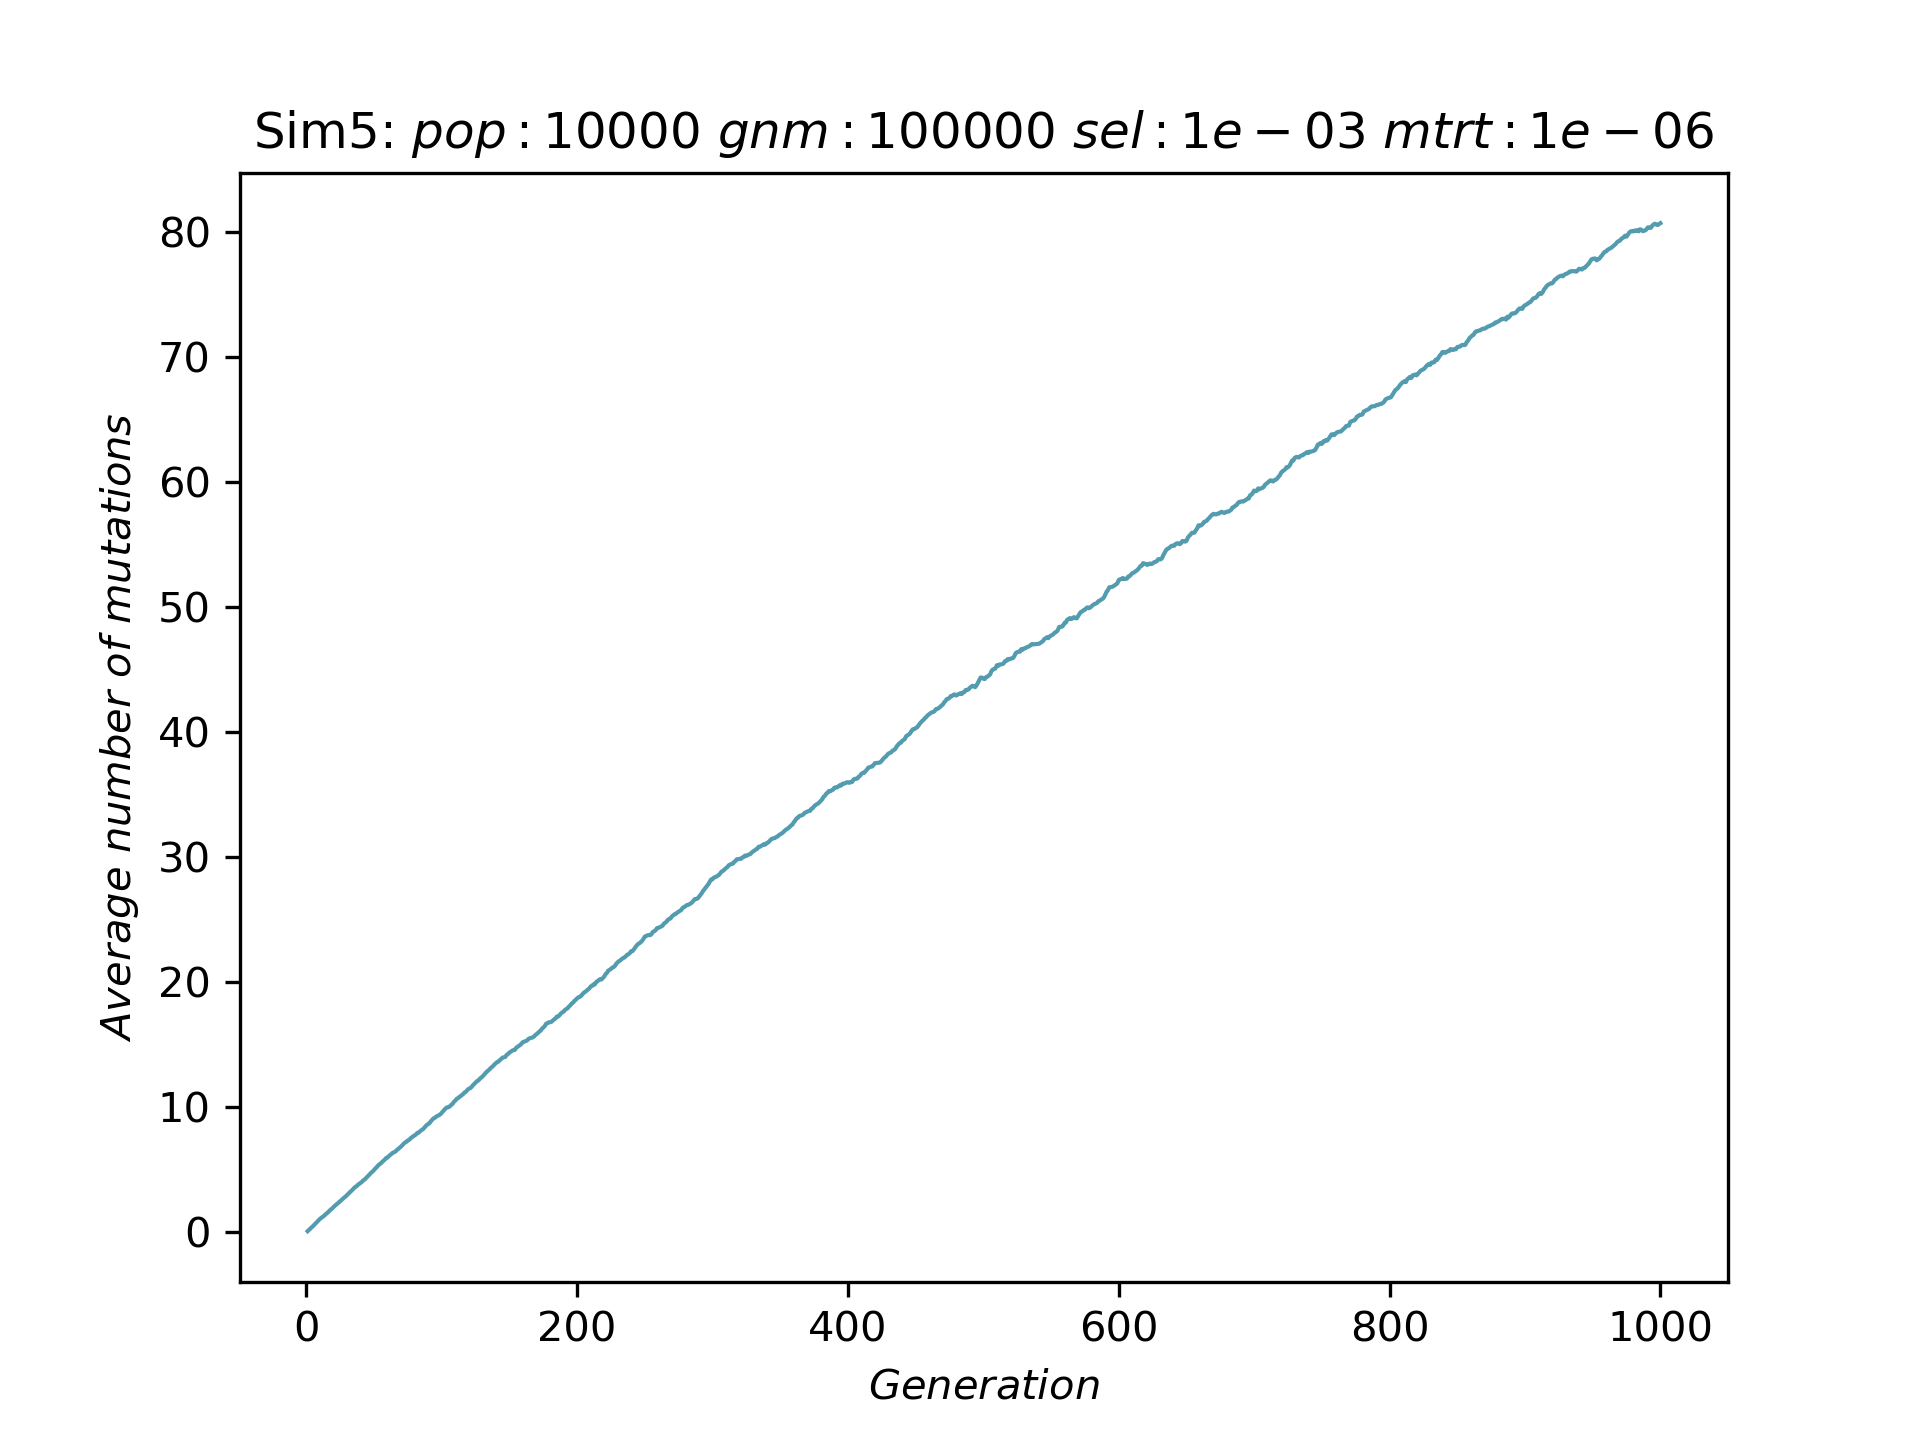 Sim5: pop : 10000 gnm : 100000 sel : 1e − 03 mtrt : 1e − 06
80
70
60
50
40
30
20
10
0
Average number of mutations
0 200 400 600 800 1000
Generation